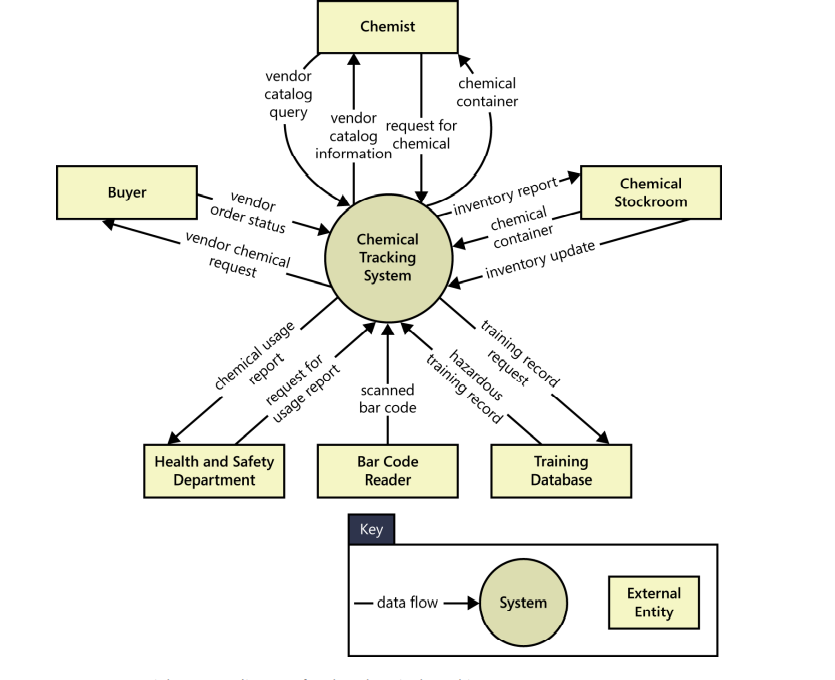 Chemist
vendor
catalog
query
vendor
catalog
information
request for
chemical
chemical
container
Buyer
vendor
order status
vendor chemical
request
Chemical
Tracking
System
inventory report
chemical
container
inventory update
Chemical
Stockroom
chemical usage
report
request for
usage report
scanned
bar code
hazardous
training record
training record
request
Health and Safety
Department
Bar Code
Reader
Training
Database
Key
data flow
System
External
Entity